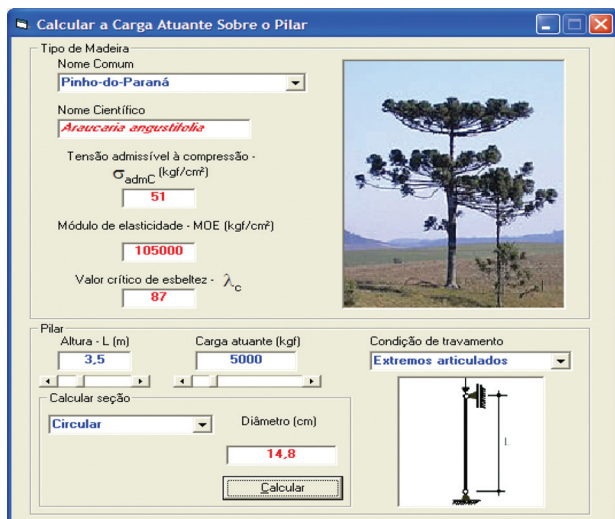 Calcular a Carga Atuante Sobre o Pilar
Tipo de Madeira
Nome Comum
Pinho-do-Paraná
Nome Científico
Araucaria angustifolia
Tensão admissível à compressão -
σadmC (kgf/cm²)
51
Módulo de elasticidade - MOE (kgf/cm²)
105000
Valor crítico de esbeltez - λc
87
Pilar
Altura - L (m)
3,5
Carga atuante (kgf)
5000
Condição de travamento
Extremos articulados
Calcular seção
Circular
Diâmetro (cm)
14,8
Calcular
L